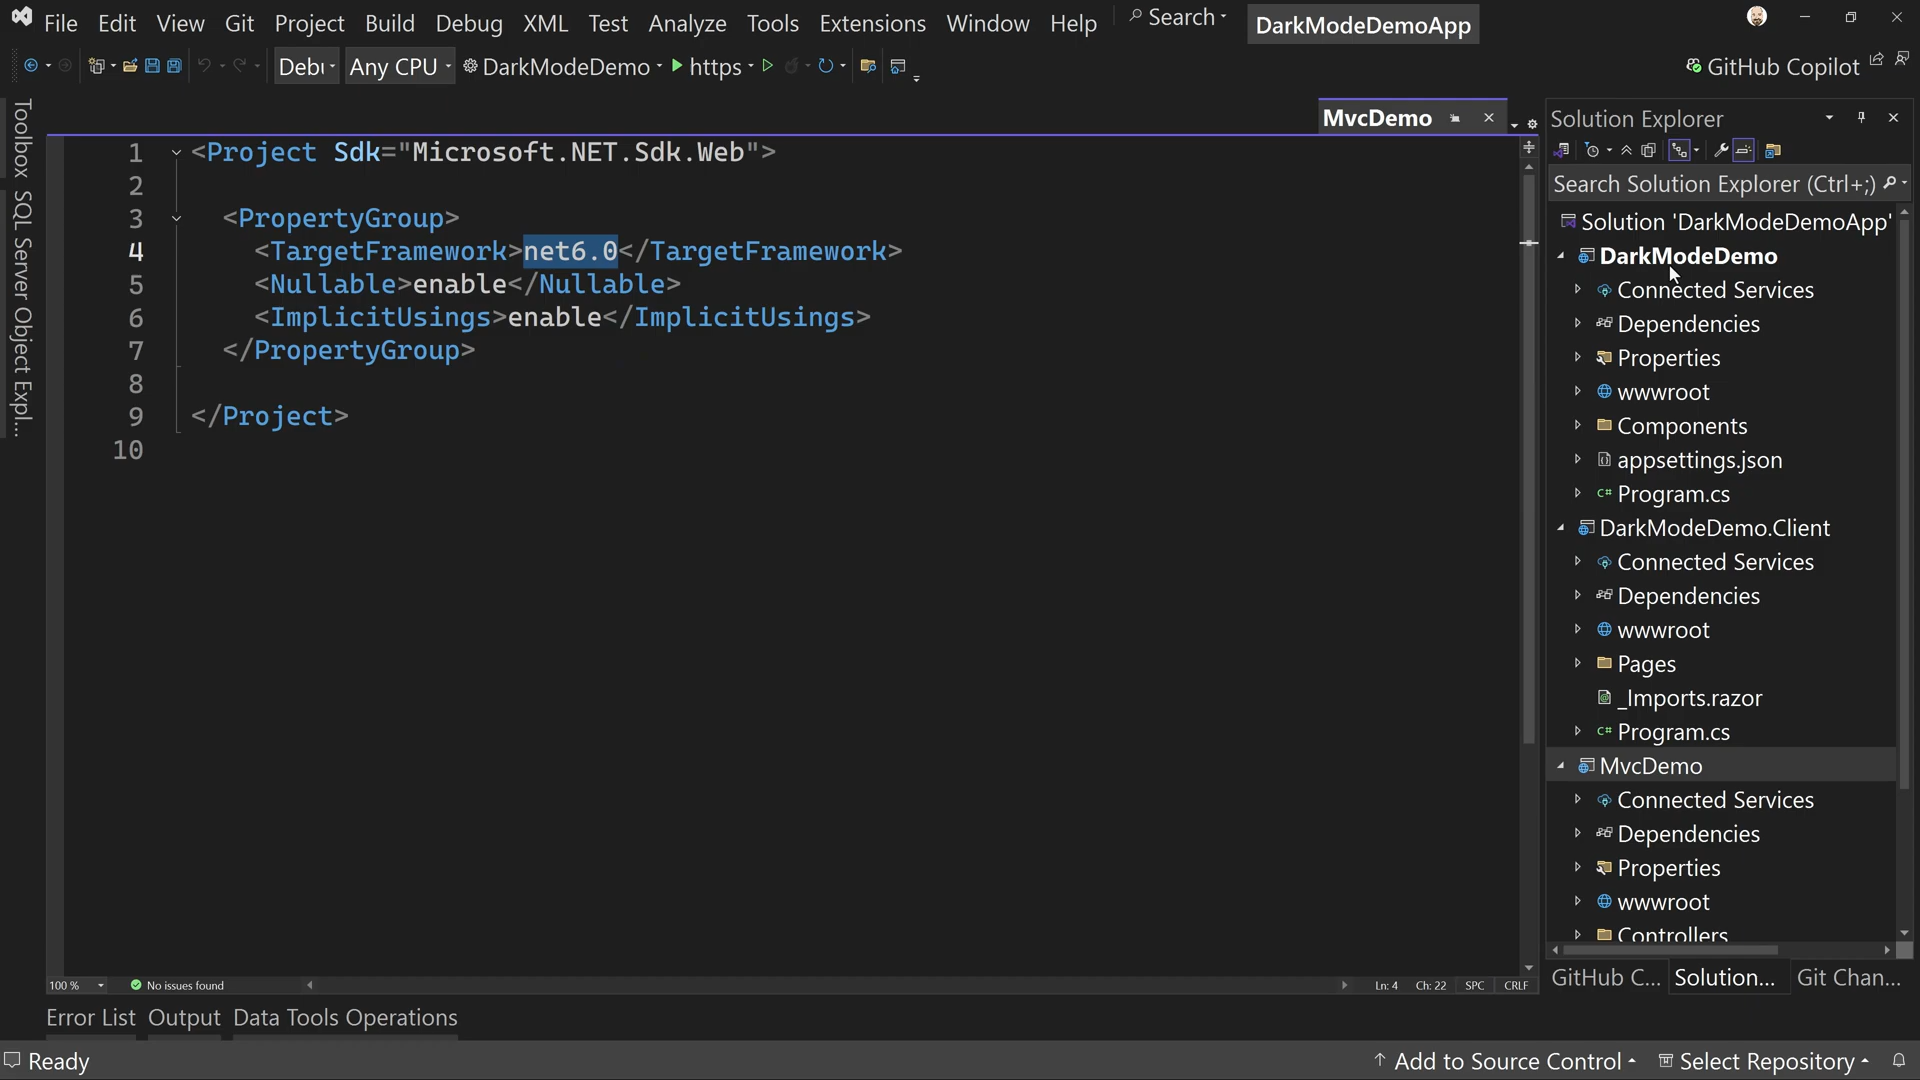 File Edit View Git Project Build Debug XML Test Analyze Tools Extensions Window Help Search DarkModeDemoApp
Debu Any CPU DarkModeDemo https GitHub Copilot
Toolbox
SQL Server Object Expl...
MvcDemo
1 <Project Sdk="Microsoft.NET.Sdk.Web">
2
3 <PropertyGroup>
4 <TargetFramework>net6.0</TargetFramework>
5 <Nullable>enable</Nullable>
6 <ImplicitUsings>enable</ImplicitUsings>
7 </PropertyGroup>
8
9 </Project>
10
100 % No issues found Ln: 4 Ch: 22 SPC CRLF
Solution Explorer
Search Solution Explorer (Ctrl+;)
Solution 'DarkModeDemoApp'
DarkModeDemo
Connected Services
Dependencies
Properties
wwwroot
Components
appsettings.json
C# Program.cs
DarkModeDemo.Client
Connected Services
Dependencies
wwwroot
Pages
_Imports.razor
C# Program.cs
MvcDemo
Connected Services
Dependencies
Properties
wwwroot
Controllers
GitHub C... Solution... Git Chan...
Error List Output Data Tools Operations
Ready Add to Source Control Select Repository